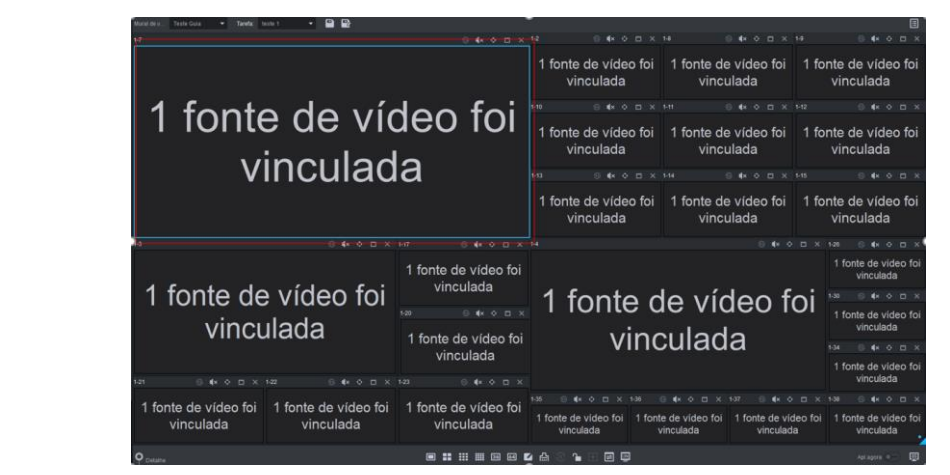 Mural de v... Teste Guia Tarefa teste 1
1-7
1 fonte de vídeo foi
vinculada
1-2 1-8 1-9
1 fonte de vídeo foi 1 fonte de vídeo foi 1 fonte de vídeo foi
vinculada vinculada vinculada
1-10 1-11 1-12
1 fonte de vídeo foi 1 fonte de vídeo foi 1 fonte de vídeo foi
vinculada vinculada vinculada
1-13 1-14 1-15
1 fonte de vídeo foi 1 fonte de vídeo foi 1 fonte de vídeo foi
vinculada vinculada vinculada
1-3
1 fonte de vídeo foi
vinculada
1-17
1 fonte de vídeo foi
vinculada
1-20
1 fonte de vídeo foi
vinculada
1-21 1-22 1-23
1 fonte de vídeo foi 1 fonte de vídeo foi 1 fonte de vídeo foi
vinculada vinculada vinculada
1-4
1 fonte de vídeo foi
vinculada
1-26
1 fonte de vídeo foi
vinculada
1-30
1 fonte de vídeo foi
vinculada
1-34
1 fonte de vídeo foi
vinculada
1-35 1-36 1-37 1-38
1 fonte de vídeo foi 1 fonte de vídeo foi 1 fonte de vídeo foi 1 fonte de vídeo foi
vinculada vinculada vinculada vinculada
Detalhe
Apl agora